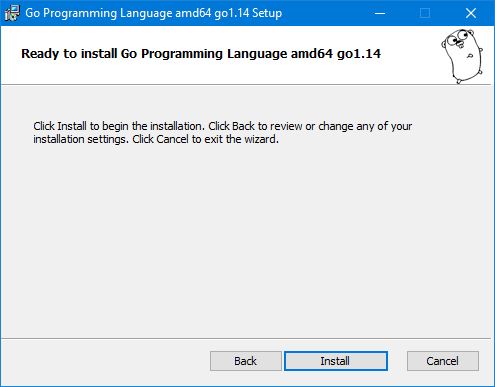 Go Programming Language amd64 go1.14 Setup
Ready to install Go Programming Language amd64 go1.14
Click Install to begin the installation. Click Back to review or change any of your
installation settings. Click Cancel to exit the wizard.
Back Install Cancel